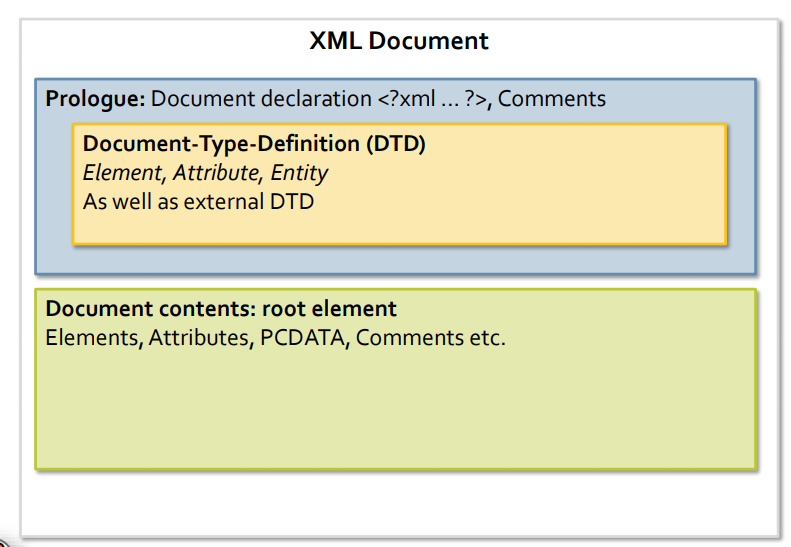 XML Document
Prologue: Document declaration <?xml ... ?>, Comments
Document-Type-Definition (DTD)
Element, Attribute, Entity
As well as external DTD
Document contents: root element
Elements, Attributes, PCDATA, Comments etc.